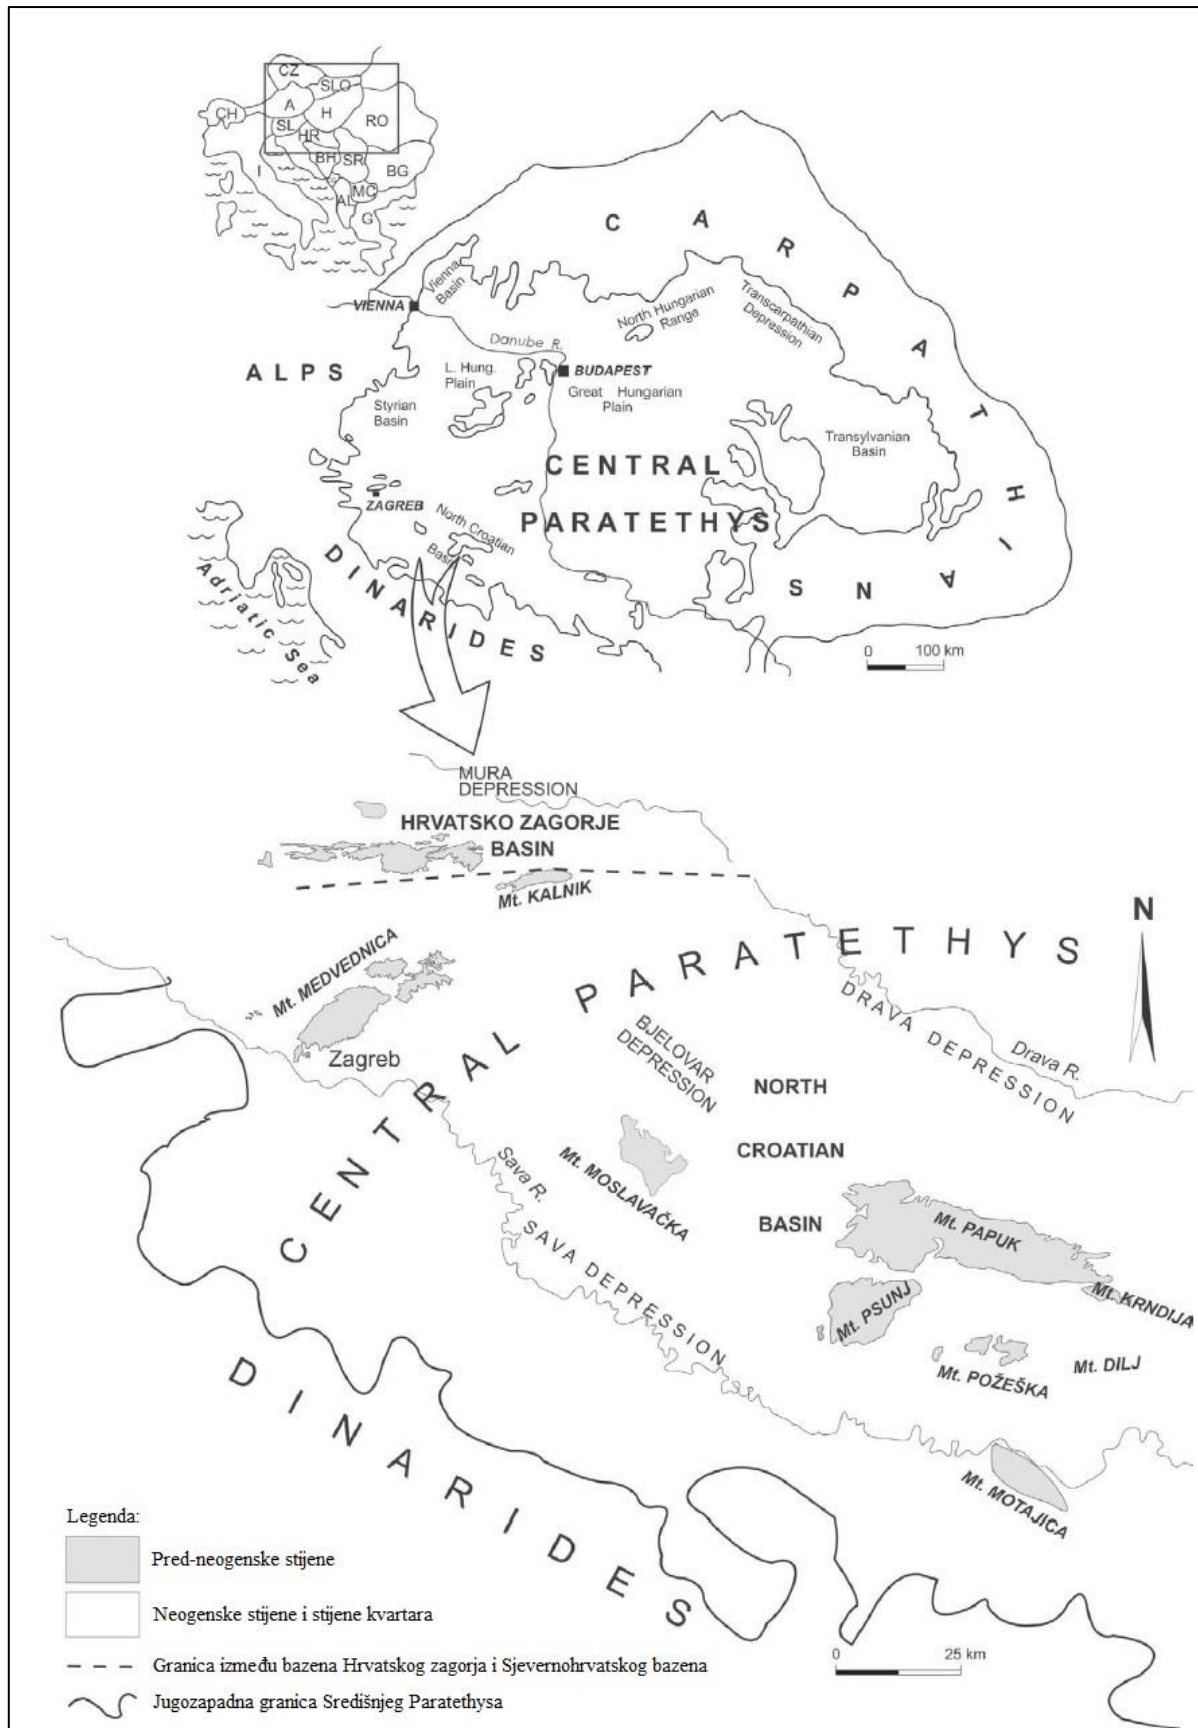 CZ
SLO
CH
A
H
RO
SL
HR
BH
SR
I
BG
MC
AL
G
C A R P A T H I A N S
Vienna
Basin
VIENNA
North Hungarian
Range
Transcarpathian
Depression
Danube R.
ALPS
L. Hung.
Plain
BUDAPEST
Great Hungarian
Plain
Styrian
Basin
Transylvanian
Basin
CENTRAL
PARATETHYS
ZAGREB
North Croatian
Basin
DINARIDES
Adriatic Sea
0 100 km
MURA
DEPRESSION
HRVATSKO ZAGORJE
BASIN
Mt. KALNIK
N
Mt. MEDVEDNICA
CENTRAL PARATETHYS
Zagreb
BJELOVAR
DEPRESSION
DRAVA DEPRESSION
Drava R.
NORTH
CROATIAN
BASIN
Mt. MOSLAVAČKA
Sava R.
SAVA DEPRESSION
Mt. PAPUK
Mt. PSUNJ
Mt. KRNDIJA
Mt. POŽEŠKA
Mt. DILJ
Mt. MOTAJICA
DINARIDES
Legenda:
Pred-neogenske stijene
Neogenske stijene i stijene kvartara
Granica između bazena Hrvatskog zagorja i Sjevernohrvatskog bazena
Jugozapadna granica Središnjeg Paratethysa
0 25 km